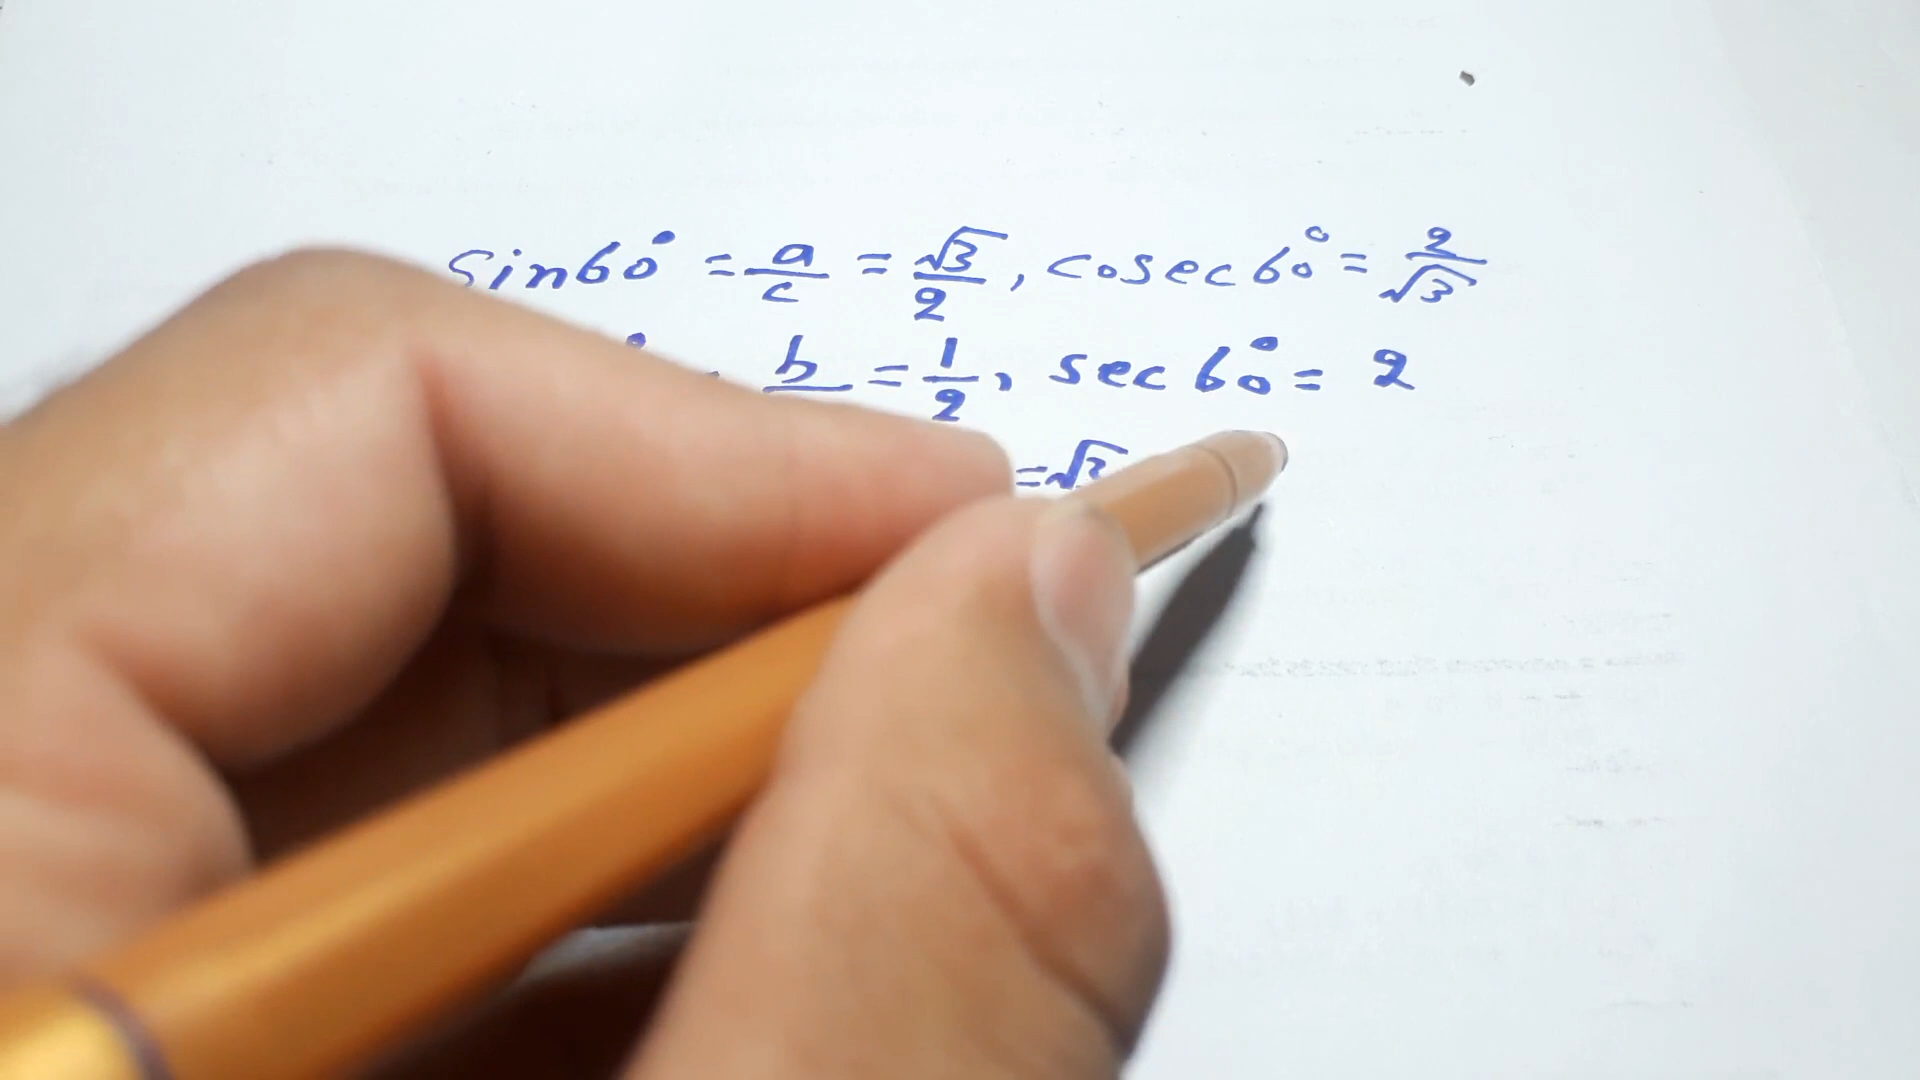 sin60° = a/c = √3/2, cosec60° = 2/√3
b = 1/2, sec60° = 2
= √3